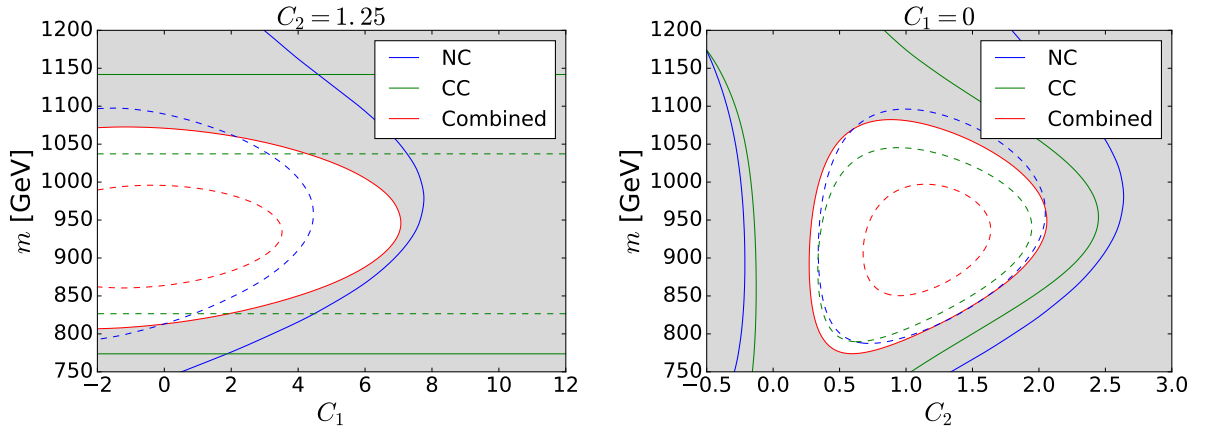 C₂ = 1.25
1200
1150
1100
1050
1000
950
900
850
800
750
m [GeV]
−2 0 2 4 6 8 10 12
C₁
NC
CC
Combined
C₁ = 0
1200
1150
1100
1050
1000
950
900
850
800
750
m [GeV]
−0.5 0.0 0.5 1.0 1.5 2.0 2.5 3.0
C₂
NC
CC
Combined